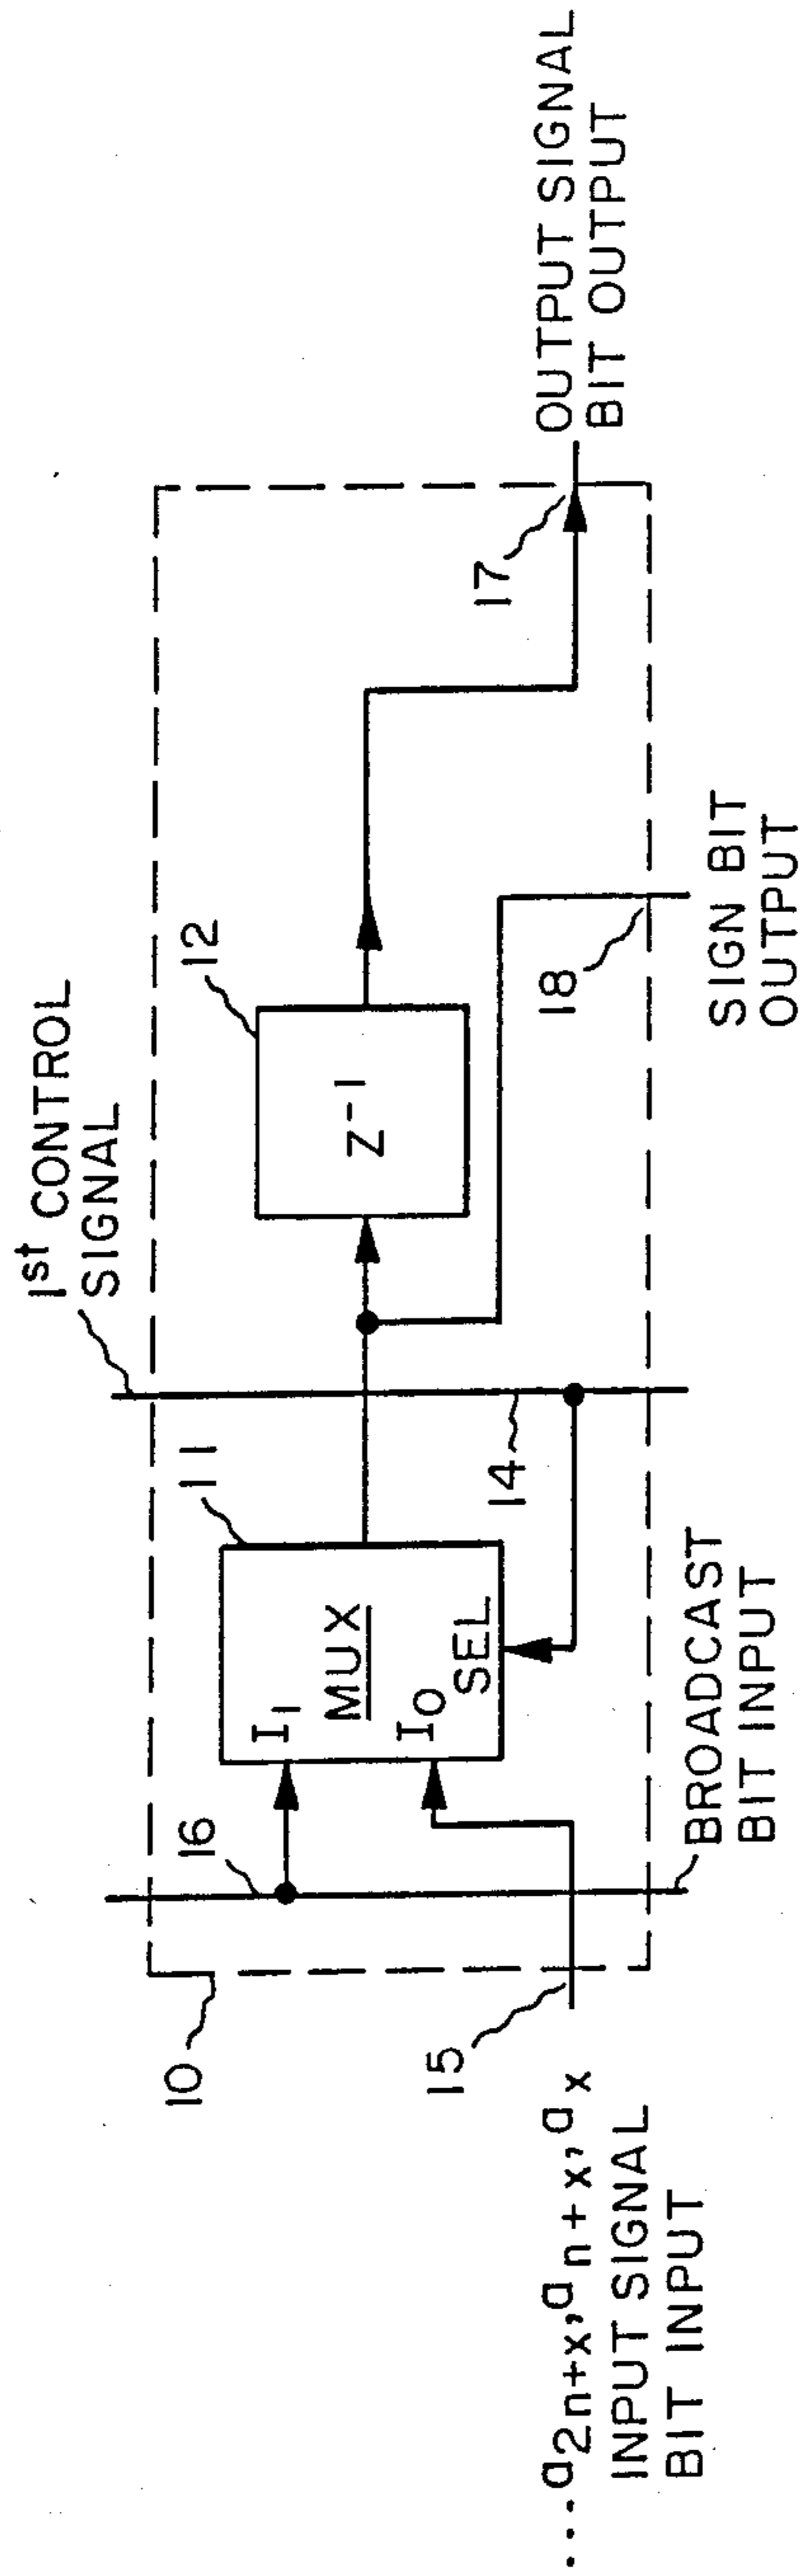 1st CONTROL
SIGNAL
10
16
11
12
I1
MUX
I0
SEL
Z-1
14
15
17
18
...a2n+x,an+x,ax
INPUT SIGNAL
BIT INPUT
BROADCAST
BIT INPUT
SIGN BIT
OUTPUT
OUTPUT SIGNAL
BIT OUTPUT